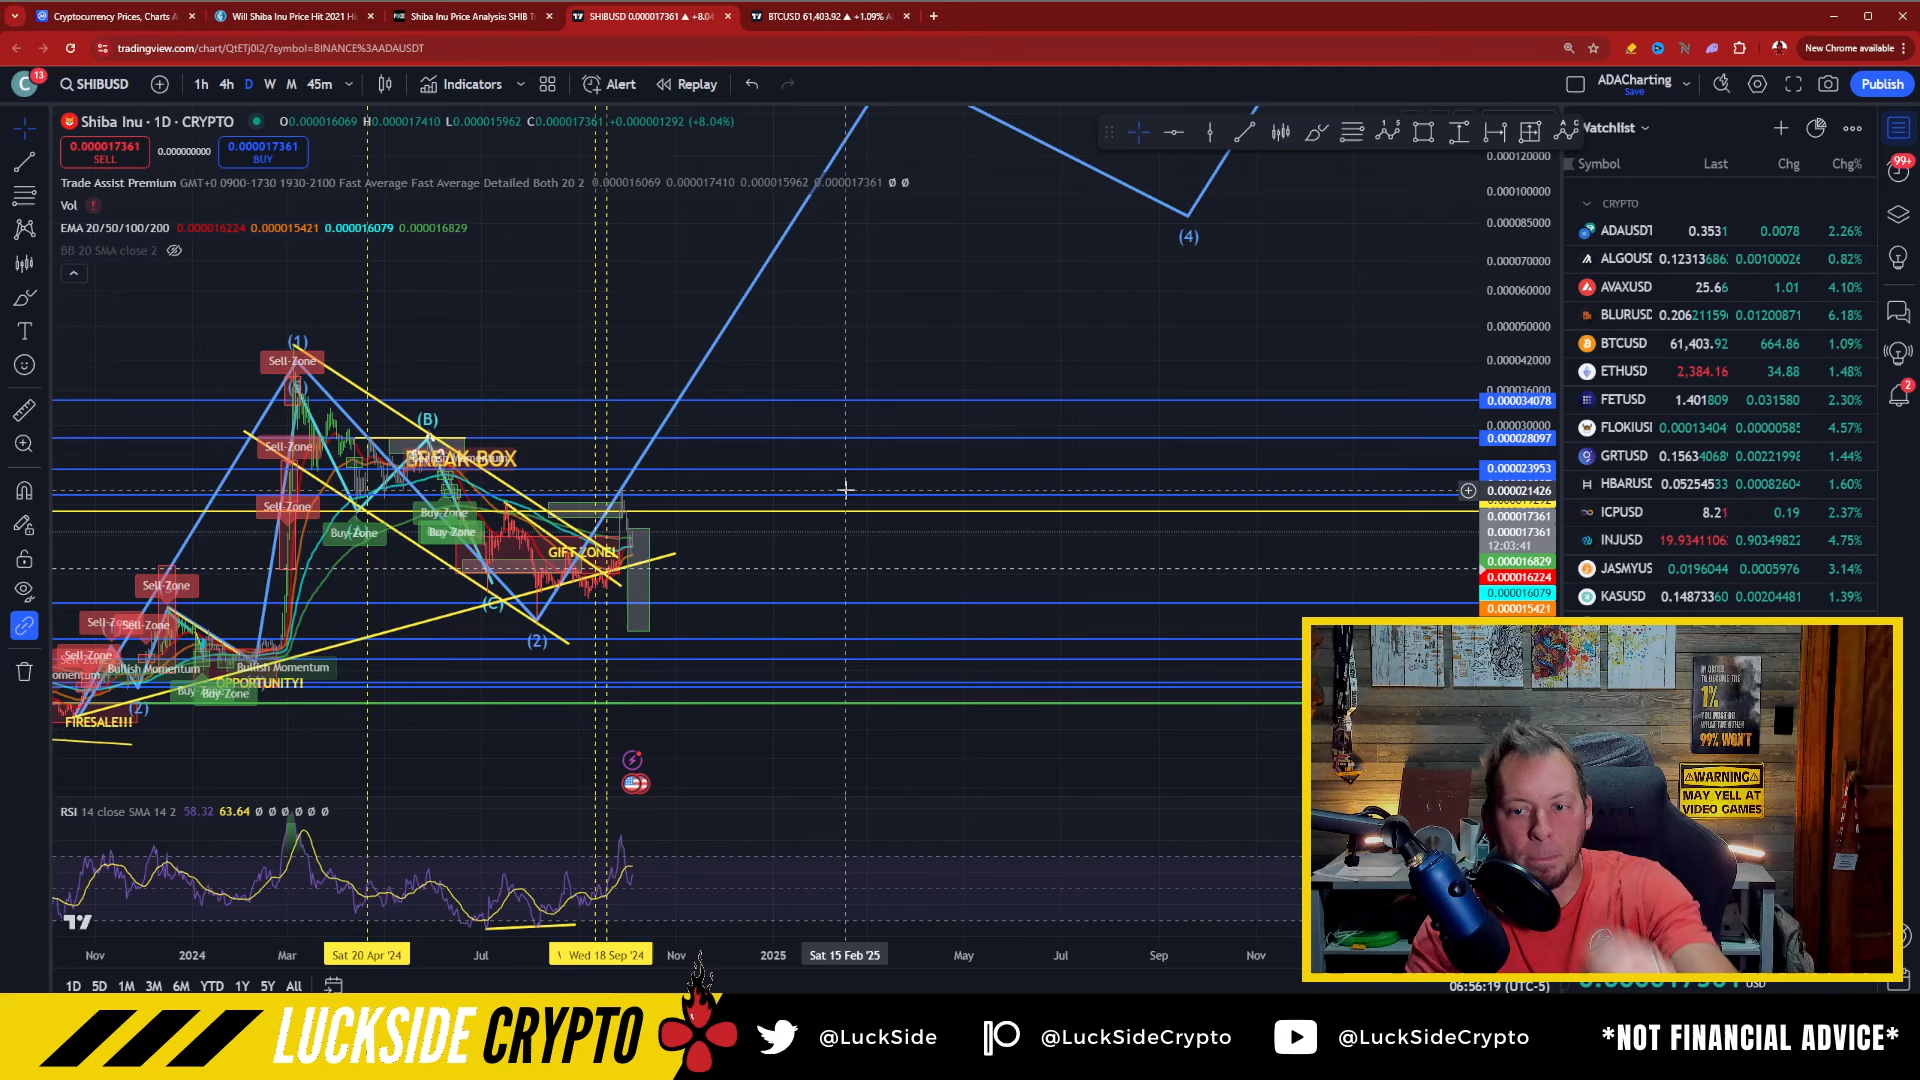 Cryptocurrency Prices, Charts A
Will Shiba Inu Price Hit 2021 Hi
Shiba Inu Price Analysis: SHIB T
SHIBUSD 0.000017361 ▲ +8.04
BTCUSD 61,403.92 ▲ +1.09%
tradingview.com/chart/QtETj0I2/?symbol=BINANCE%3AADAUSDT
New Chrome available
C 13
SHIBUSD
1h 4h D W M 45m
Indicators
Alert
Replay
ADACharting
Save
Publish
Shiba Inu · 1D · CRYPTO
O0.000016069 H0.000017410 L0.000015962 C0.000017361 +0.000001292 (+8.04%)
0.000017361
SELL
0.000000000
0.000017361
BUY
Trade Assist Premium GMT+0 0900-1730 1930-2100 Fast Average Fast Average Detailed Both 20 2 0.000016069 0.000017410 0.000015962 0.000017361 Ø Ø
Vol
EMA 20/50/100/200 0.000016224 0.000015421 0.000016079 0.000016829
BB 20 SMA close 2
(4)
(1)
Sell-Zone
(B)
Sell-Zone
BREAK BOX
Sell-Zone
Buy-Zone
Buy-Zone
Buy-Zone
GIFT ZONE!
Sell-Zone
(C)
(2)
Sell-Zone
Sell-Zone
Bullish Momentum
Bullish Momentum
OPPORTUNITY!
Buy-Zone
(2)
FIRESALE!!!
0.000120000
0.000100000
0.000085000
0.000070000
0.000060000
0.000050000
0.000042000
0.000036000
0.000034078
0.000030000
0.000028097
0.000023953
0.000021426
0.000017361
0.000017361
12:03:41
0.000016829
0.000016224
0.000016079
0.000015421
RSI 14 close SMA 14 2 58.32 63.64 Ø Ø Ø Ø Ø Ø
Nov 2024 Mar Sat 20 Apr '24 Jul Wed 18 Sep '24 Nov 2025 Sat 15 Feb '25 May Jul Sep Nov
1D 5D 1M 3M 6M YTD 1Y 5Y All
06:56:19 (UTC-5)
Watchlist
Symbol Last Chg Chg%
CRYPTO
ADAUSDT 0.3531 0.0078 2.26%
ALGOUSD 0.12313686 0.00100026 0.82%
AVAXUSD 25.66 1.01 4.10%
BLURUSD 0.20621159 0.01200871 6.18%
BTCUSD 61,403.92 664.86 1.09%
ETHUSD 2,384.16 34.88 1.48%
FETUSD 1.401809 0.031580 2.30%
FLOKIUSI 0.00013404 0.00000585 4.57%
GRTUSD 0.15634068 0.00221998 1.44%
HBARUSD 0.05254533 0.00082604 1.60%
ICPUSD 8.21 0.19 2.37%
INJUSD 19.9341106 0.90349822 4.75%
JASMYUS 0.0196044 0.0005976 3.14%
KASUSD 0.14873360 0.00204481 1.39%
99+
2
IN ORDER
TO BECOME THE
1%
YOU MUST DO
WHAT THE OTHER
99% WON'T
WARNING
MAY YELL AT
VIDEO GAMES
LUCKSIDE CRYPTO
@LuckSide
@LuckSideCrypto
@LuckSideCrypto
*NOT FINANCIAL ADVICE*